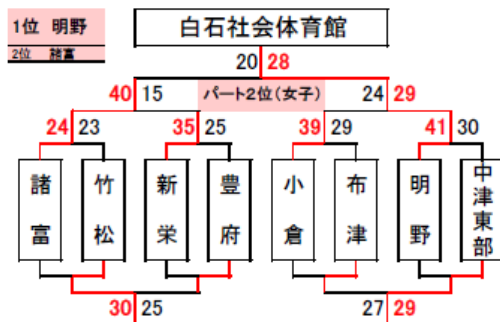 1位 明野
2位 諸富
白石社会体育館
20 28
40 15 パート2位(女子) 24 29
24 23 35 25 39 29 41 30
諸富 竹松 新栄 豊府 小倉 布津 明野 中津東部
30 25 27 29